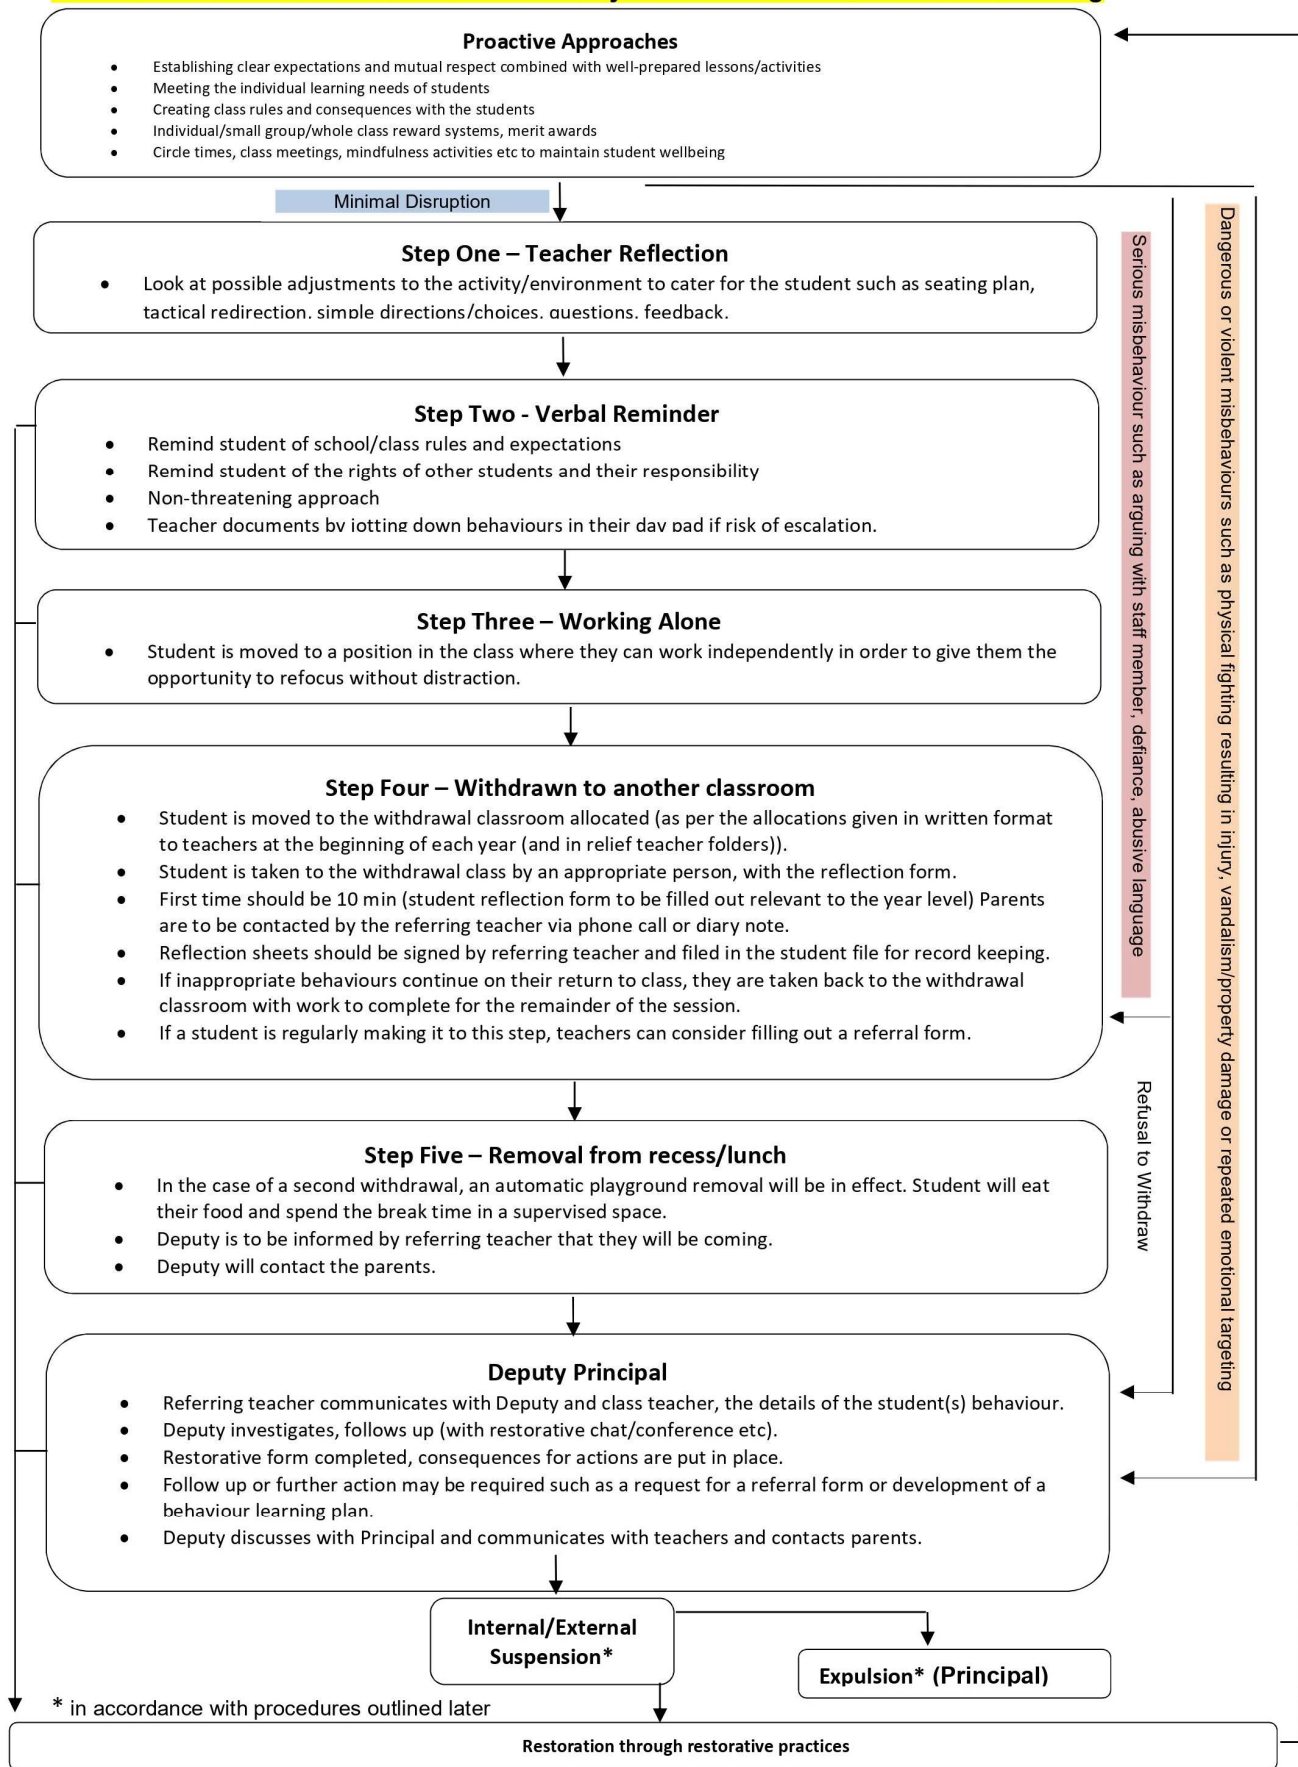 Proactive Approaches
• Establishing clear expectations and mutual respect combined with well-prepared lessons/activities
• Meeting the individual learning needs of students
• Creating class rules and consequences with the students
• Individual/small group/whole class reward systems, merit awards
• Circle times, class meetings, mindfulness activities etc to maintain student wellbeing
Minimal Disruption
Step One – Teacher Reflection
• Look at possible adjustments to the activity/environment to cater for the student such as seating plan,
tactical redirection, simple directions/choices, questions, feedback.
Step Two - Verbal Reminder
• Remind student of school/class rules and expectations
• Remind student of the rights of other students and their responsibility
• Non-threatening approach
• Teacher documents by jotting down behaviours in their day pad if risk of escalation.
Step Three – Working Alone
• Student is moved to a position in the class where they can work independently in order to give them the
opportunity to refocus without distraction.
Step Four – Withdrawn to another classroom
• Student is moved to the withdrawal classroom allocated (as per the allocations given in written format
to teachers at the beginning of each year (and in relief teacher folders)).
• Student is taken to the withdrawal class by an appropriate person, with the reflection form.
• First time should be 10 min (student reflection form to be filled out relevant to the year level) Parents
are to be contacted by the referring teacher via phone call or diary note.
• Reflection sheets should be signed by referring teacher and filed in the student file for record keeping.
• If inappropriate behaviours continue on their return to class, they are taken back to the withdrawal
classroom with work to complete for the remainder of the session.
• If a student is regularly making it to this step, teachers can consider filling out a referral form.
Step Five – Removal from recess/lunch
• In the case of a second withdrawal, an automatic playground removal will be in effect. Student will eat
their food and spend the break time in a supervised space.
• Deputy is to be informed by referring teacher that they will be coming.
• Deputy will contact the parents.
Deputy Principal
• Referring teacher communicates with Deputy and class teacher, the details of the student(s) behaviour.
• Deputy investigates, follows up (with restorative chat/conference etc).
• Restorative form completed, consequences for actions are put in place.
• Follow up or further action may be required such as a request for a referral form or development of a
behaviour learning plan.
• Deputy discusses with Principal and communicates with teachers and contacts parents.
Internal/External
Suspension*
Expulsion* (Principal)
* in accordance with procedures outlined later
Restoration through restorative practices
Serious misbehaviour such as arguing with staff member, defiance, abusive language
Refusal to Withdraw
Dangerous or violent misbehaviours such as physical fighting resulting in injury, vandalism/property damage or repeated emotional targeting